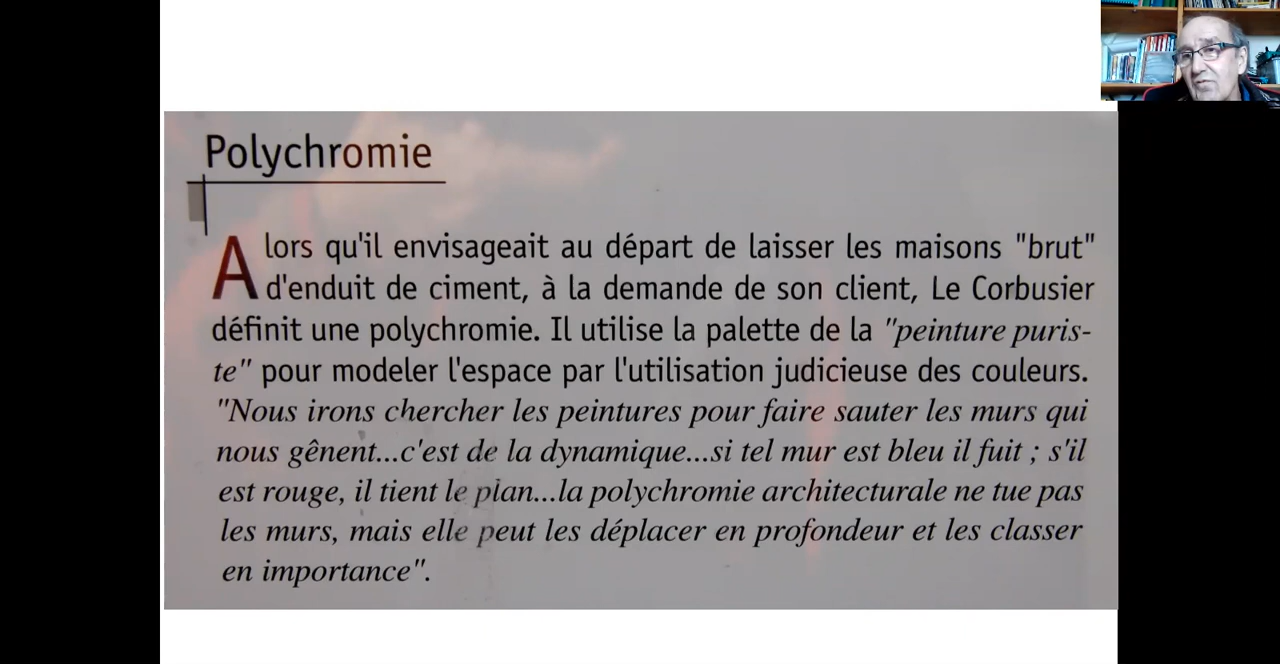 Polychromie
Alors qu'il envisageait au départ de laisser les maisons "brut"
d'enduit de ciment, à la demande de son client, Le Corbusier
définit une polychromie. Il utilise la palette de la "peinture puris-
te" pour modeler l'espace par l'utilisation judicieuse des couleurs.
"Nous irons chercher les peintures pour faire sauter les murs qui
nous gênent...c'est de la dynamique...si tel mur est bleu il fuit ; s'il
est rouge, il tient le plan...la polychromie architecturale ne tue pas
les murs, mais elle peut les déplacer en profondeur et les classer
en importance".